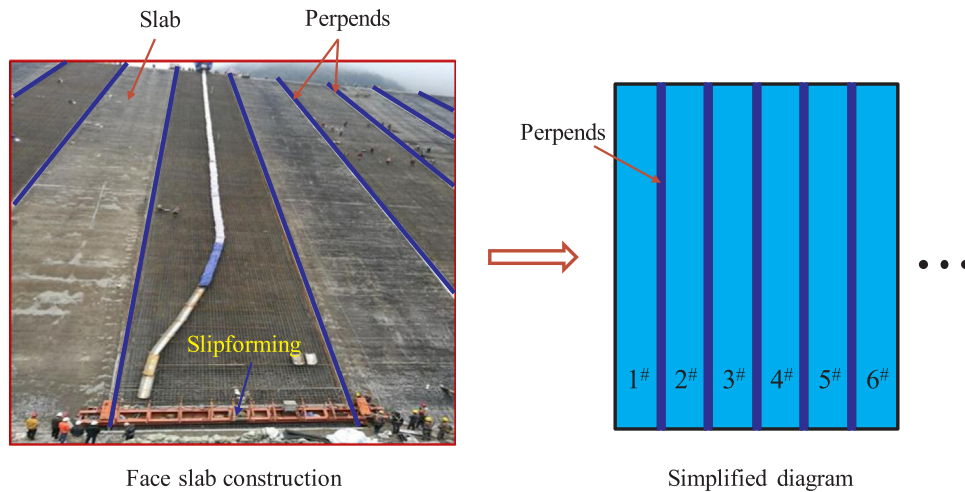 Slab
Perpends
Slipforming
Face slab construction
Perpends
1#
2#
3#
4#
5#
6#
Simplified diagram